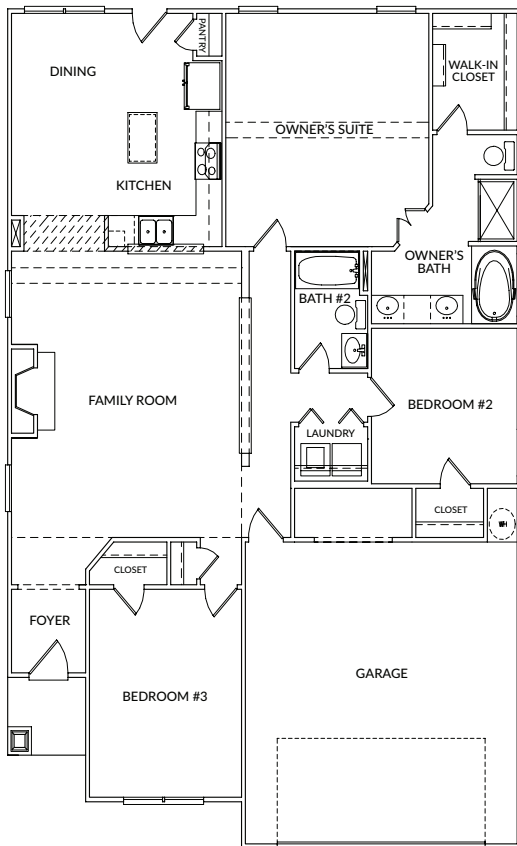 PANTRY
DINING
WALK-IN
CLOSET
OWNER'S SUITE
KITCHEN
OWNER'S
BATH
BATH #2
FAMILY ROOM
BEDROOM #2
LAUNDRY
CLOSET
WH
CLOSET
FOYER
GARAGE
BEDROOM #3